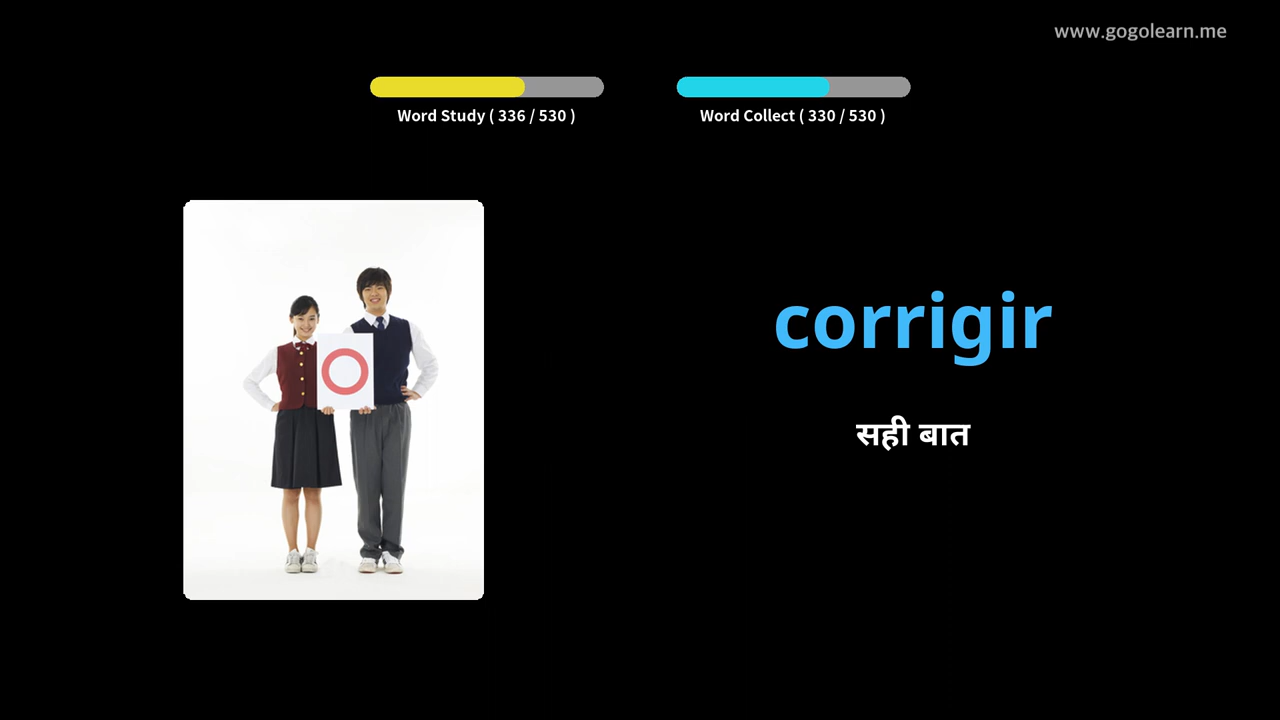 www.gogolearn.me
Word Study ( 336 / 530 )
Word Collect ( 330 / 530 )
corrigir
सही बात